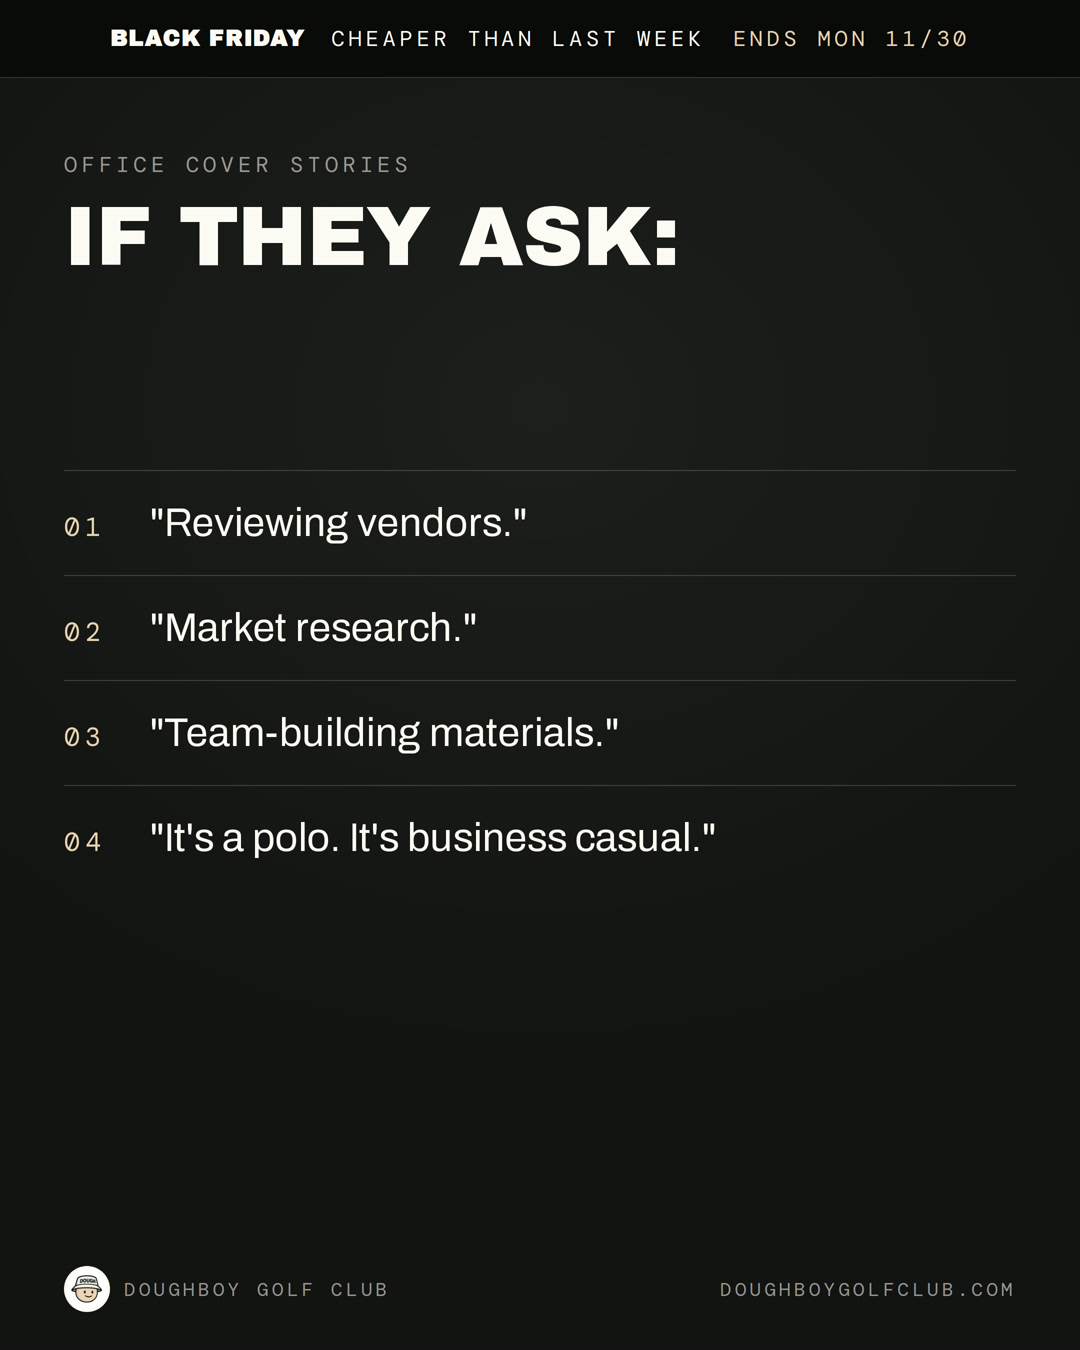 BLACK FRIDAY CHEAPER THAN LAST WEEK ENDS MON 11/30
OFFICE COVER STORIES
IF THEY ASK:
01 "Reviewing vendors."
02 "Market research."
03 "Team-building materials."
04 "It's a polo. It's business casual."
DOUGH
DOUGHBOY GOLF CLUB DOUGHBOYGOLFCLUB.COM